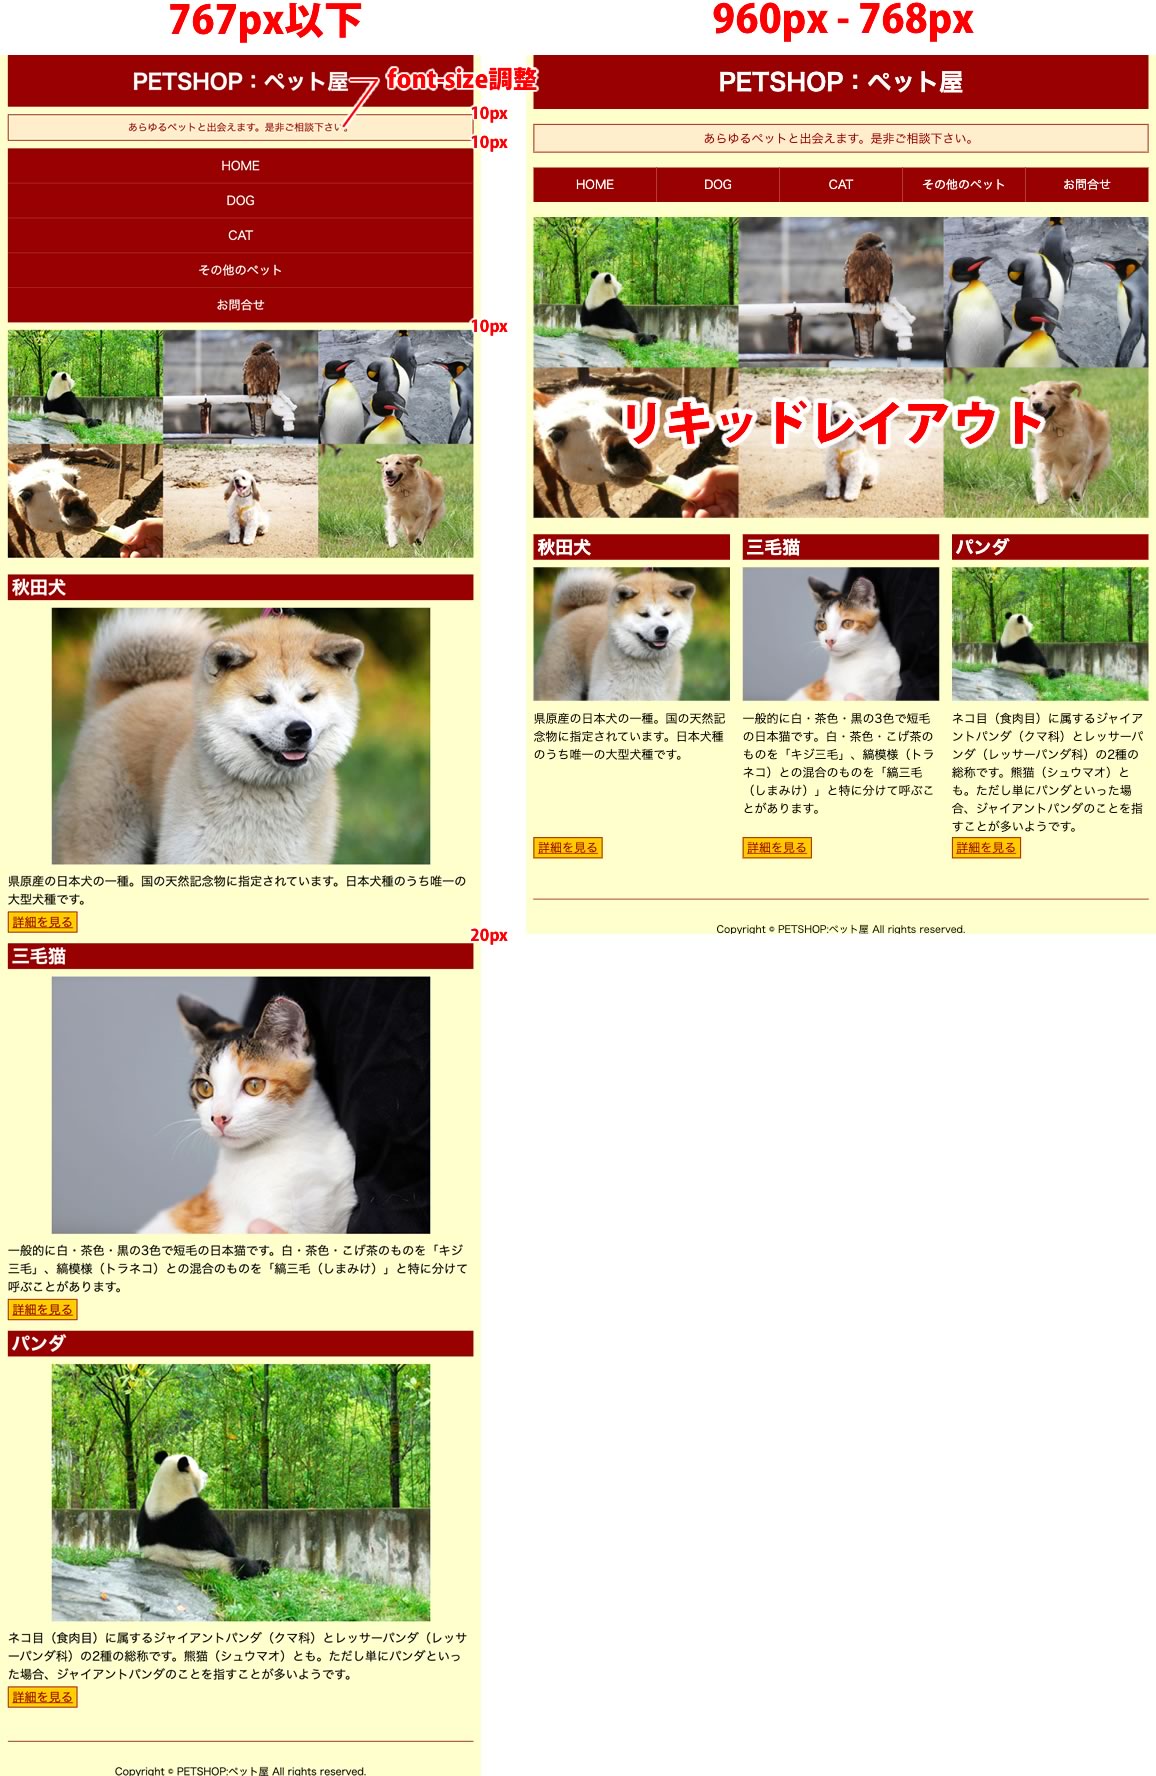 767px以下
PETSHOP：ペット屋
font-size調整
10px
あらゆるペットと出会えます。是非ご相談下さい。
10px
HOME
DOG
CAT
その他のペット
お問合せ
10px
秋田犬
県原産の日本犬の一種。国の天然記念物に指定されています。日本犬種のうち唯一の
大型犬種です。
詳細を見る
20px
三毛猫
一般的に白・茶色・黒の3色で短毛の日本猫です。白・茶色・こげ茶のものを「キジ
三毛」、縞模様（トラネコ）との混合のものを「縞三毛（しまみけ）」と特に分けて
呼ぶことがあります。
詳細を見る
パンダ
ネコ目（食肉目）に属するジャイアントパンダ（クマ科）とレッサーパンダ（レッサ
ーパンダ科）の2種の総称です。熊猫（シュウマオ）とも。ただし単にパンダといっ
た場合、ジャイアントパンダのことを指すことが多いようです。
詳細を見る
Copyright © PETSHOP:ペット屋 All rights reserved.
960px - 768px
PETSHOP：ペット屋
あらゆるペットと出会えます。是非ご相談下さい。
HOME DOG CAT その他のペット お問合せ
リキッドレイアウト
秋田犬
県原産の日本犬の一種。国の天然記
念物に指定されています。日本犬種
のうち唯一の大型犬種です。
詳細を見る
三毛猫
一般的に白・茶色・黒の3色で短毛
の日本猫です。白・茶色・こげ茶の
ものを「キジ三毛」、縞模様（トラ
ネコ）との混合のものを「縞三毛
（しまみけ）」と特に分けて呼ぶこ
とがあります。
詳細を見る
パンダ
ネコ目（食肉目）に属するジャイア
ントパンダ（クマ科）とレッサーパ
ンダ（レッサーパンダ科）の2種の
総称です。熊猫（シュウマオ）と
も。ただし単にパンダといった場
合、ジャイアントパンダのことを指
すことが多いようです。
詳細を見る
Copyright © PETSHOP:ペット屋 All rights reserved.